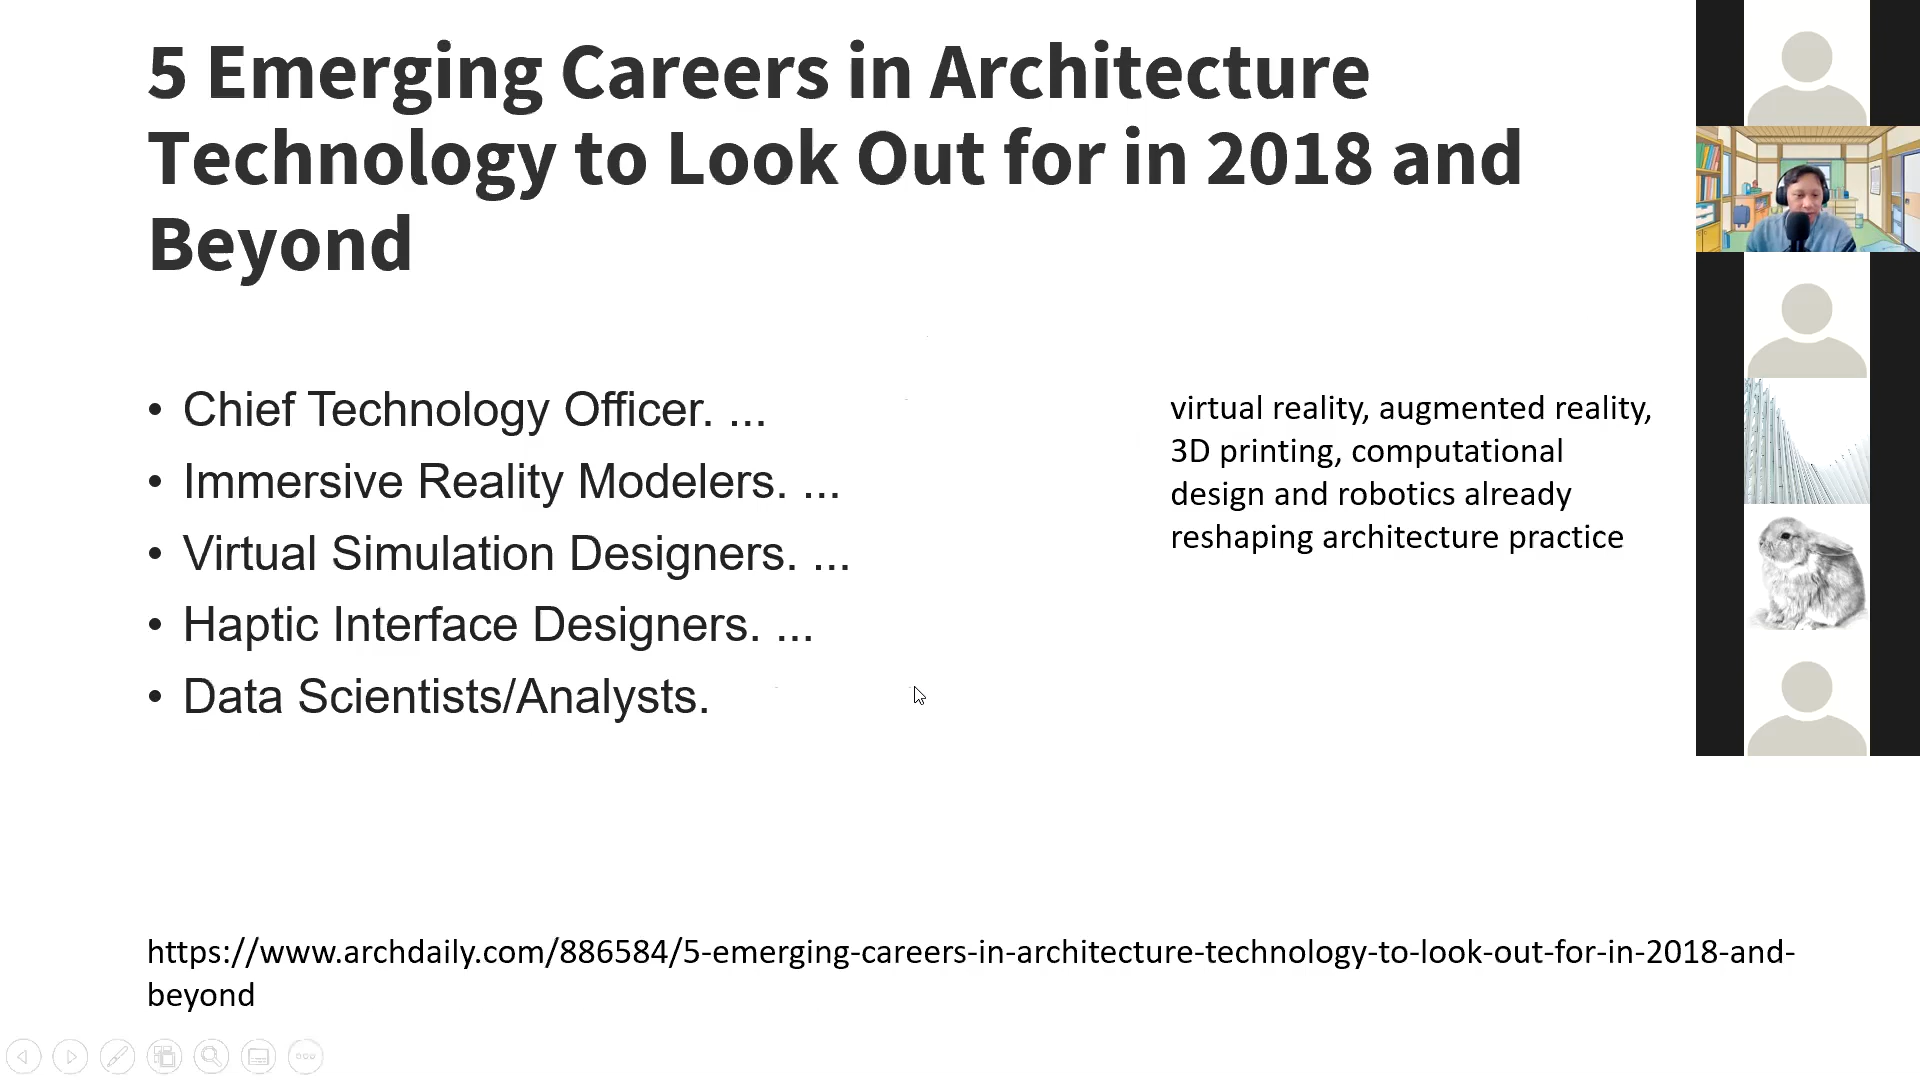 5 Emerging Careers in Architecture
Technology to Look Out for in 2018 and
Beyond
• Chief Technology Officer. ...
• Immersive Reality Modelers. ...
• Virtual Simulation Designers. ...
• Haptic Interface Designers. ...
• Data Scientists/Analysts.
virtual reality, augmented reality,
3D printing, computational
design and robotics already
reshaping architecture practice
https://www.archdaily.com/886584/5-emerging-careers-in-architecture-technology-to-look-out-for-in-2018-and-
beyond